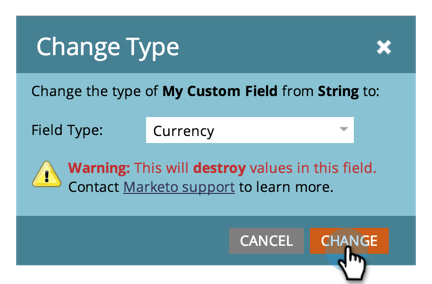 Change Type
Change the type of My Custom Field from String to:
Field Type: Currency
Warning: This will destroy values in this field.
Contact Marketo support to learn more.
CANCEL CHANGE